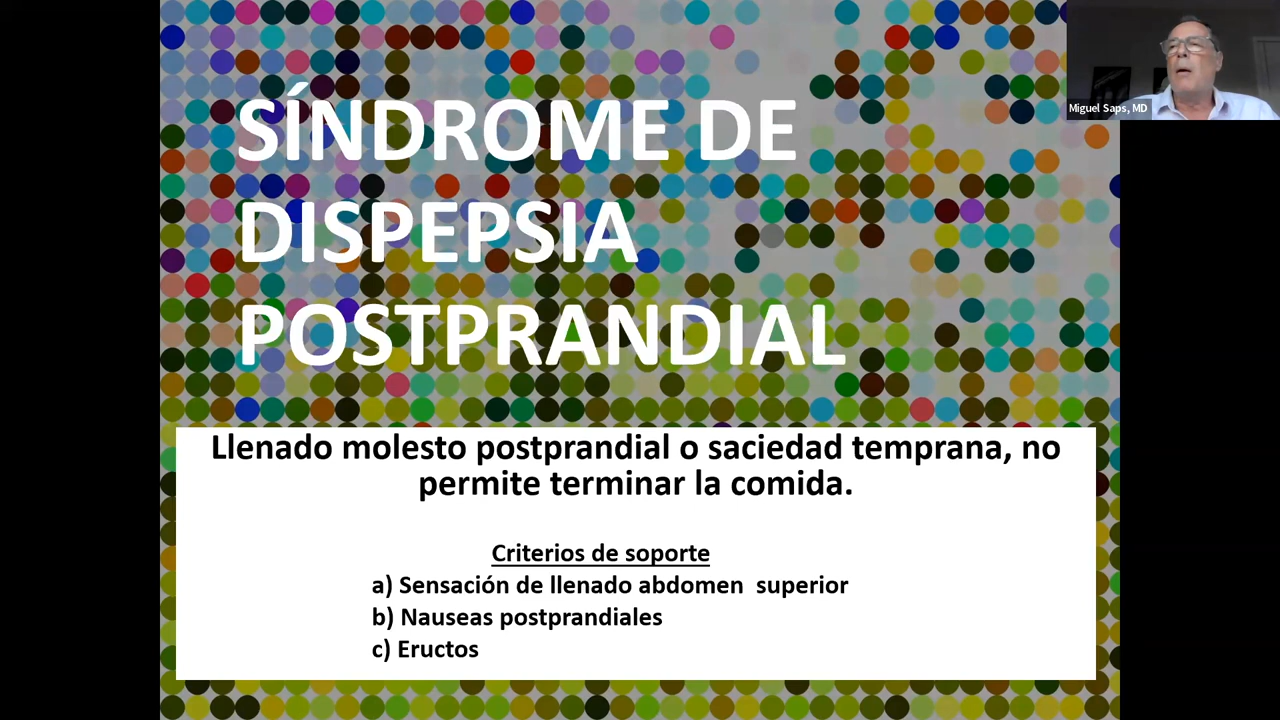 SÍNDROME DE
DISPEPSIA
POSTPRANDIAL
Llenado molesto postprandial o saciedad temprana, no
permite terminar la comida.
Criterios de soporte
a) Sensación de llenado abdomen  superior
b) Nauseas postprandiales
c) Eructos
Miguel Saps, MD